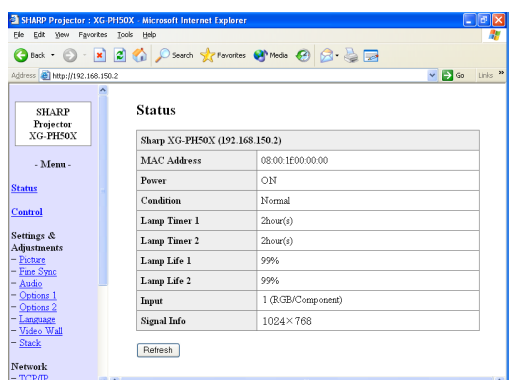 SHARP Projector : XG-PH50X - Microsoft Internet Explorer
File Edit View Favorites Tools Help
Back Search Favorites Media
Address http://192.168.150.2 Go Links »
SHARP
Projector
XG-PH50X
- Menu -
Status
Control
Settings &
Adjustments
– Picture
– Fine Sync
– Audio
– Options 1
– Options 2
– Language
– Video Wall
– Stack
Network
– TCP/IP
Status
Sharp XG-PH50X (192.168.150.2)
MAC Address 08:00:1f:00:00:00
Power ON
Condition Normal
Lamp Timer 1 2hour(s)
Lamp Timer 2 2hour(s)
Lamp Life 1 99%
Lamp Life 2 99%
Input 1 (RGB/Component)
Signal Info 1024×768
Refresh